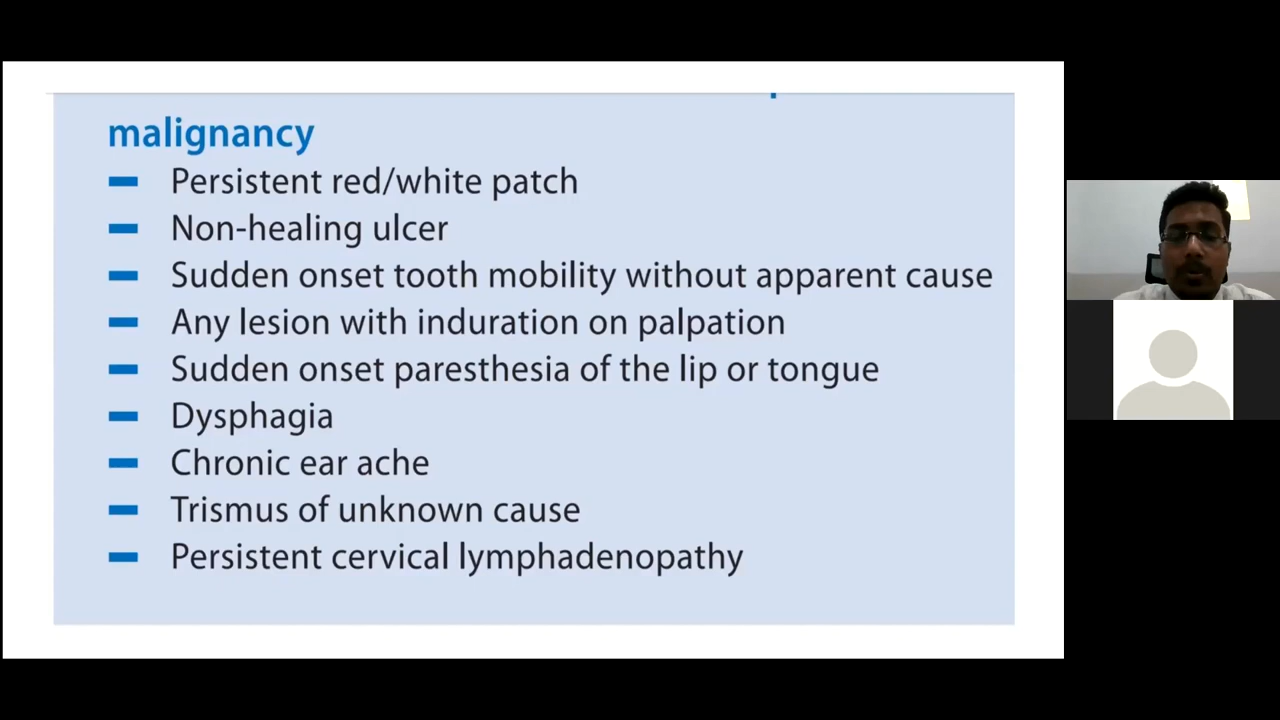 malignancy
Persistent red/white patch
Non-healing ulcer
Sudden onset tooth mobility without apparent cause
Any lesion with induration on palpation
Sudden onset paresthesia of the lip or tongue
Dysphagia
Chronic ear ache
Trismus of unknown cause
Persistent cervical lymphadenopathy